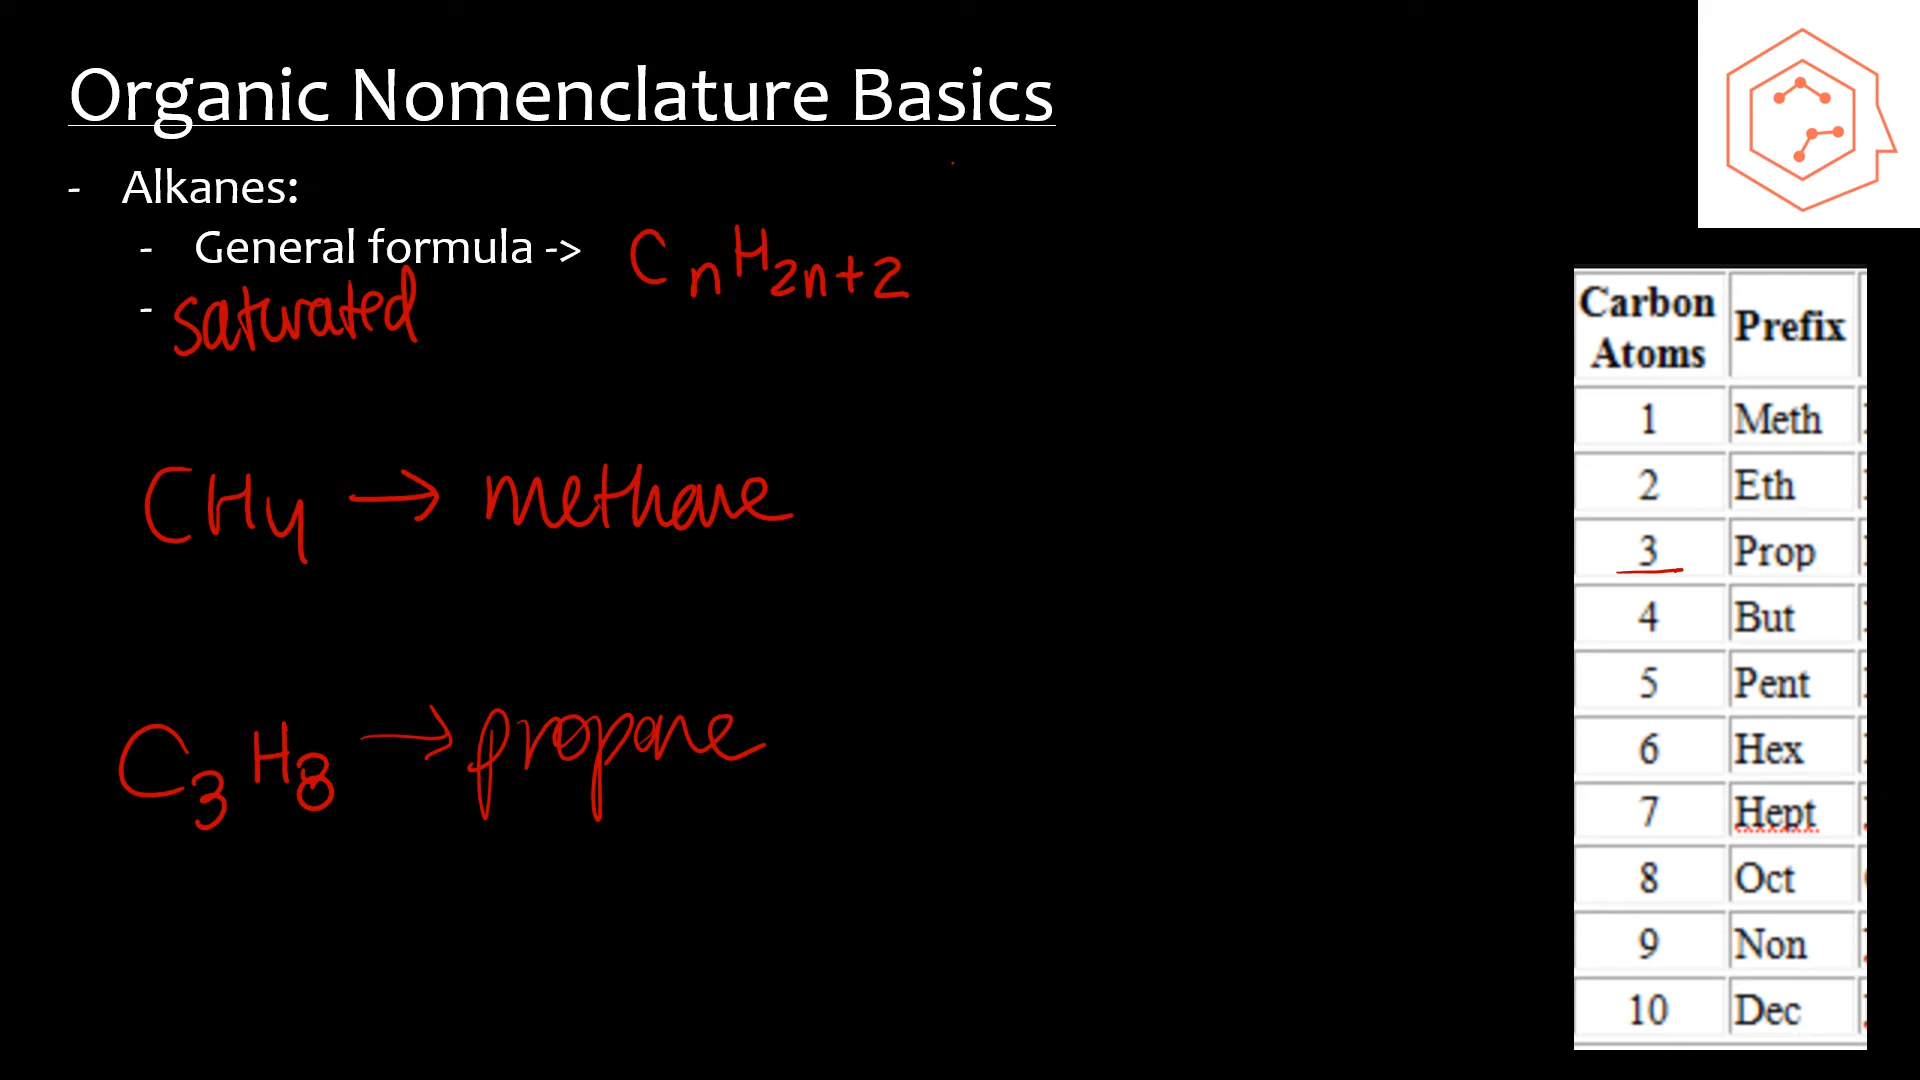 Organic Nomenclature Basics
- Alkanes:
- General formula -> CnH2n+2
- saturated
CH4 → methane
C3H8 → propane
Carbon Atoms Prefix
1 Meth
2 Eth
3 Prop
4 But
5 Pent
6 Hex
7 Hept
8 Oct
9 Non
10 Dec